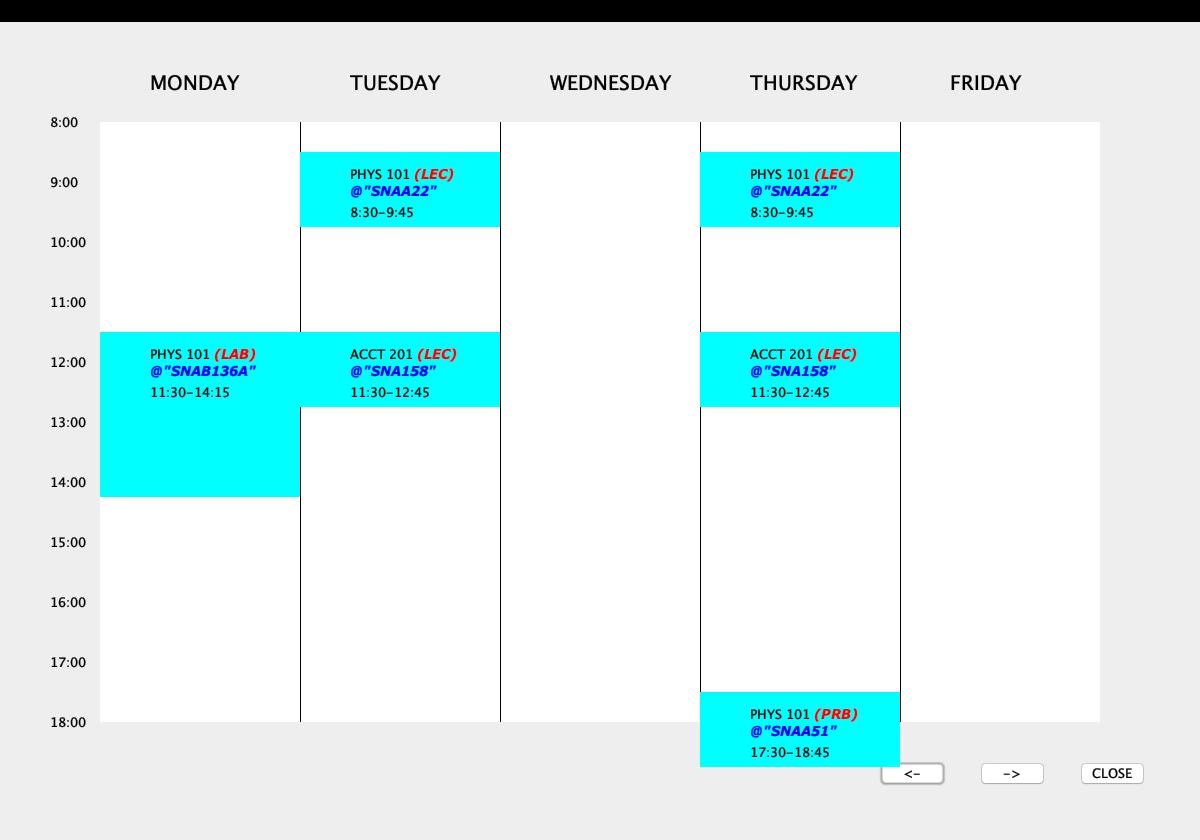 MONDAY TUESDAY WEDNESDAY THURSDAY FRIDAY
8:00
PHYS 101 (LEC)
@"SNAA22"
8:30-9:45
PHYS 101 (LEC)
@"SNAA22"
8:30-9:45
9:00
10:00
11:00
PHYS 101 (LAB)
@"SNAB136A"
11:30-14:15
ACCT 201 (LEC)
@"SNA158"
11:30-12:45
ACCT 201 (LEC)
@"SNA158"
11:30-12:45
12:00
13:00
14:00
15:00
16:00
17:00
18:00
PHYS 101 (PRB)
@"SNAA51"
17:30-18:45
<- -> CLOSE